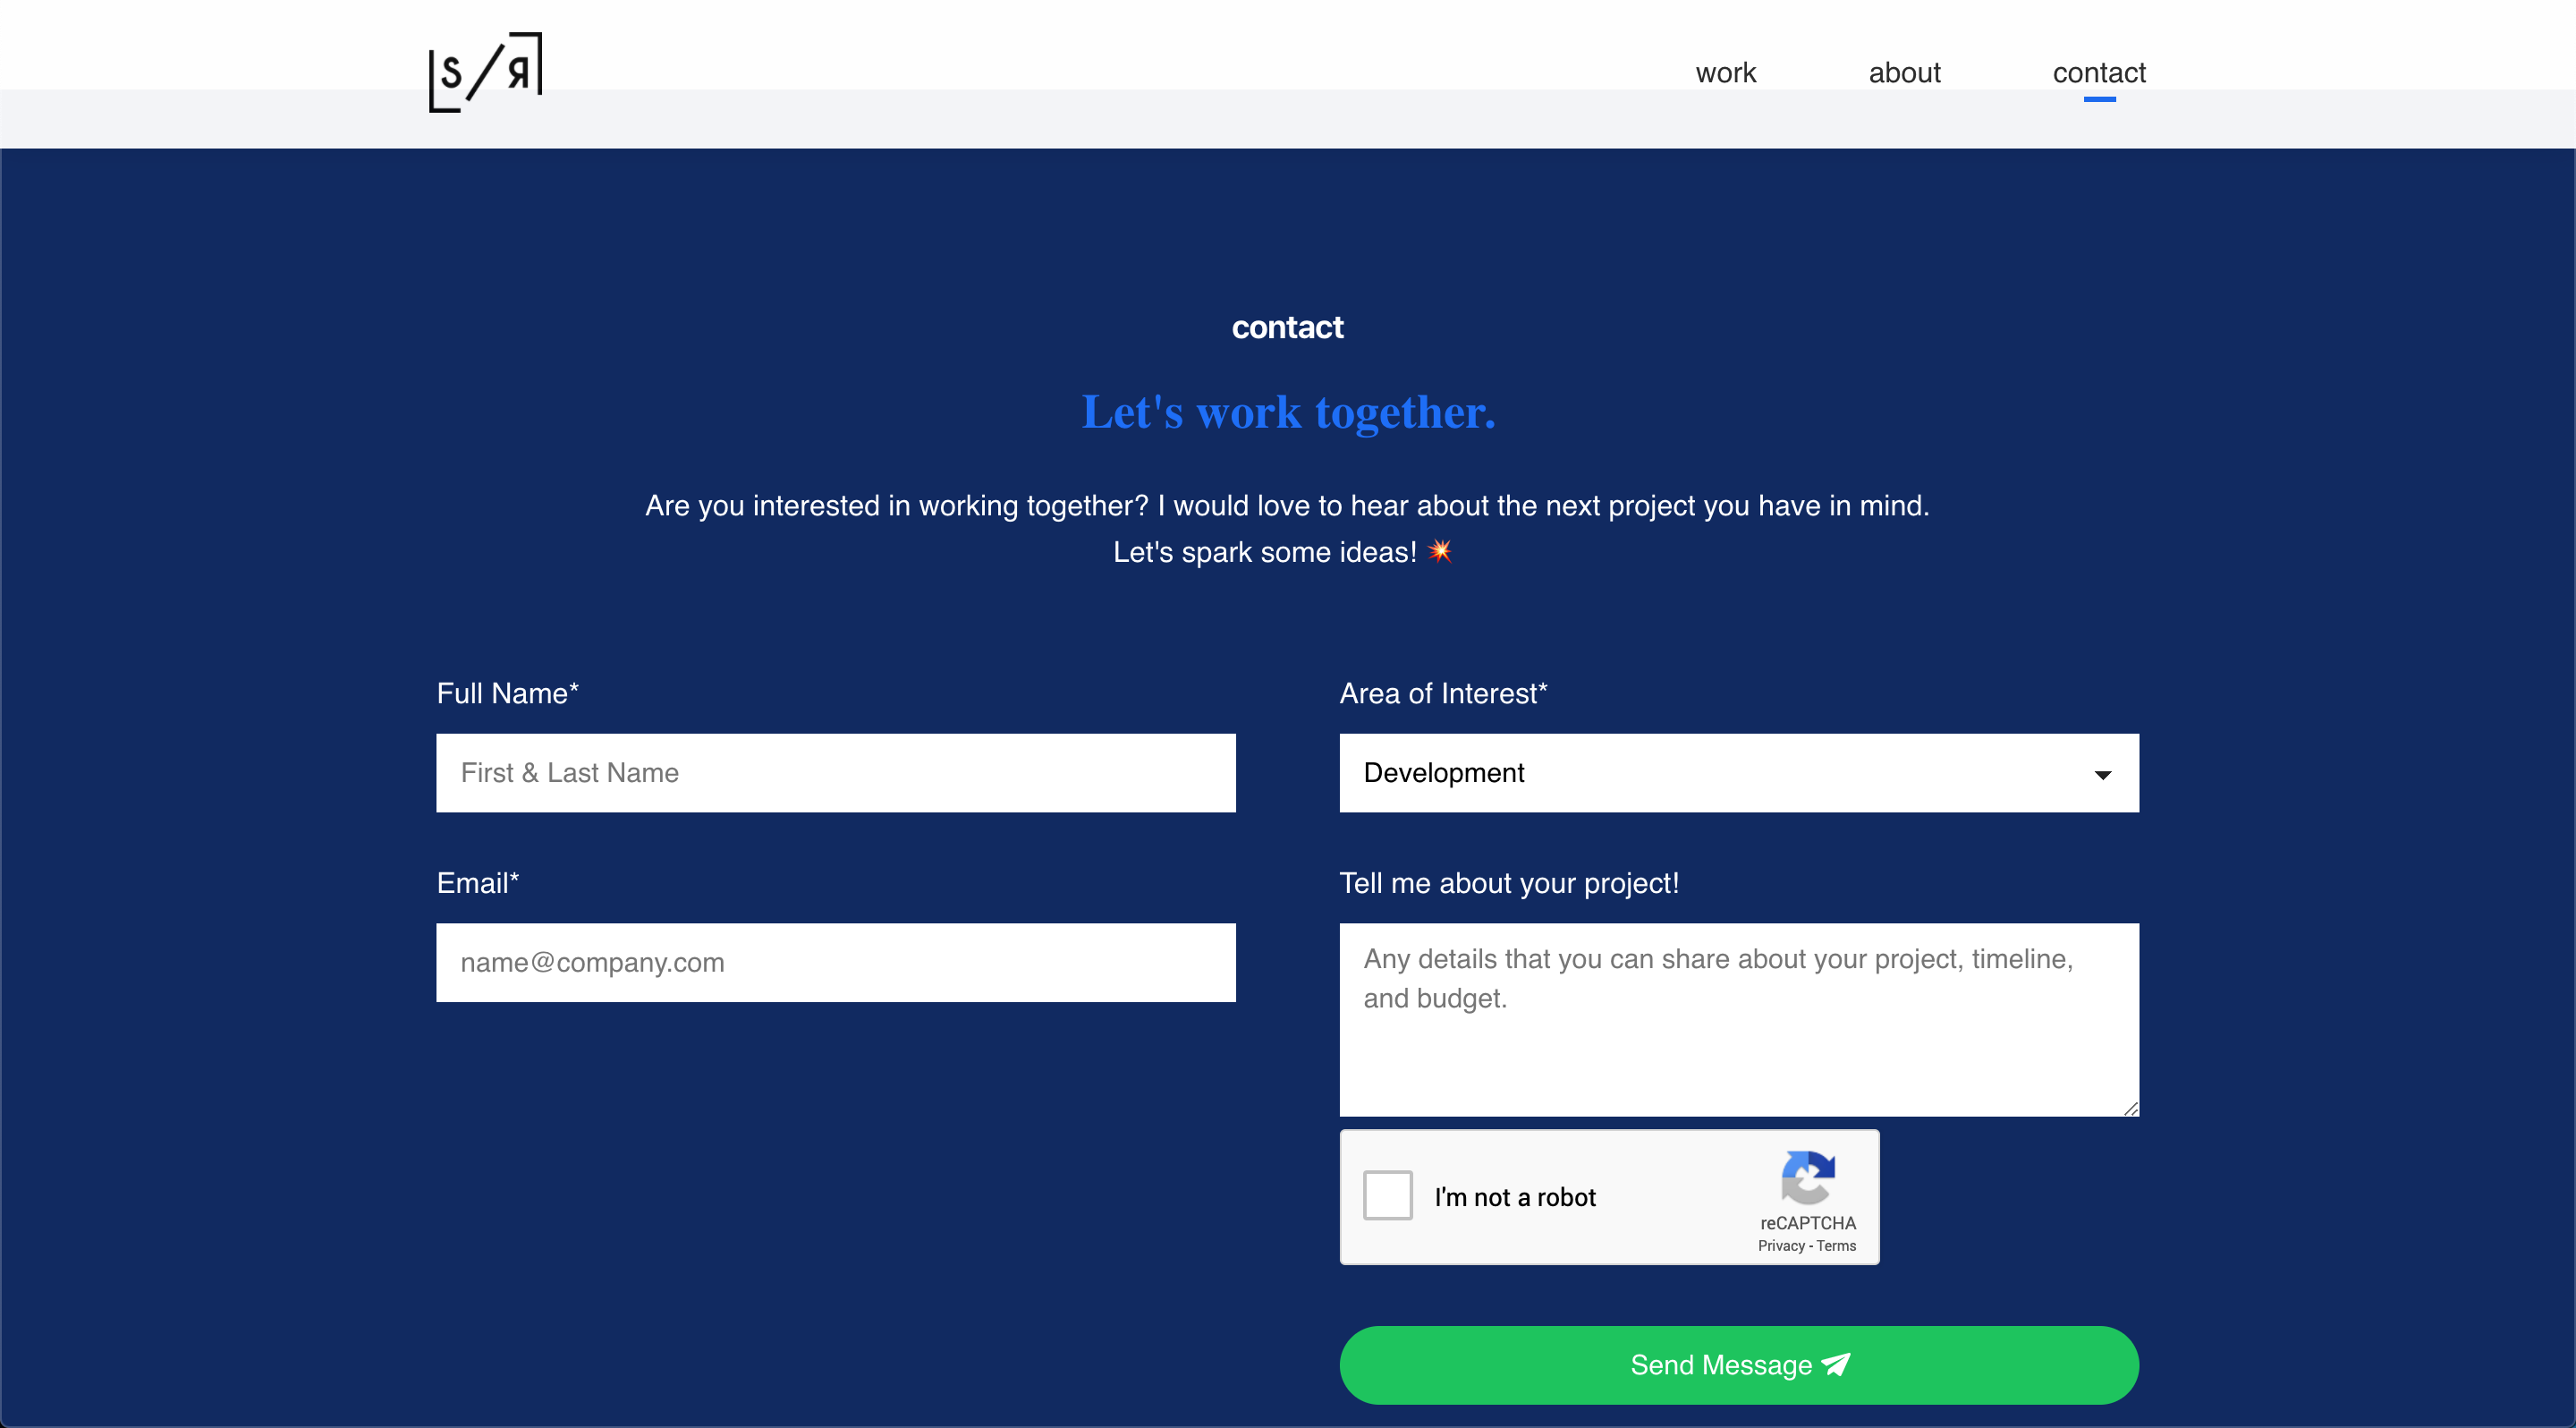 S/R
work
about
contact
contact
Let's work together.
Are you interested in working together? I would love to hear about the next project you have in mind.
Let's spark some ideas! 💥
Full Name*
First & Last Name
Email*
name@company.com
Area of Interest*
Development
Tell me about your project!
Any details that you can share about your project, timeline,
and budget.
I'm not a robot
reCAPTCHA
Privacy - Terms
Send Message